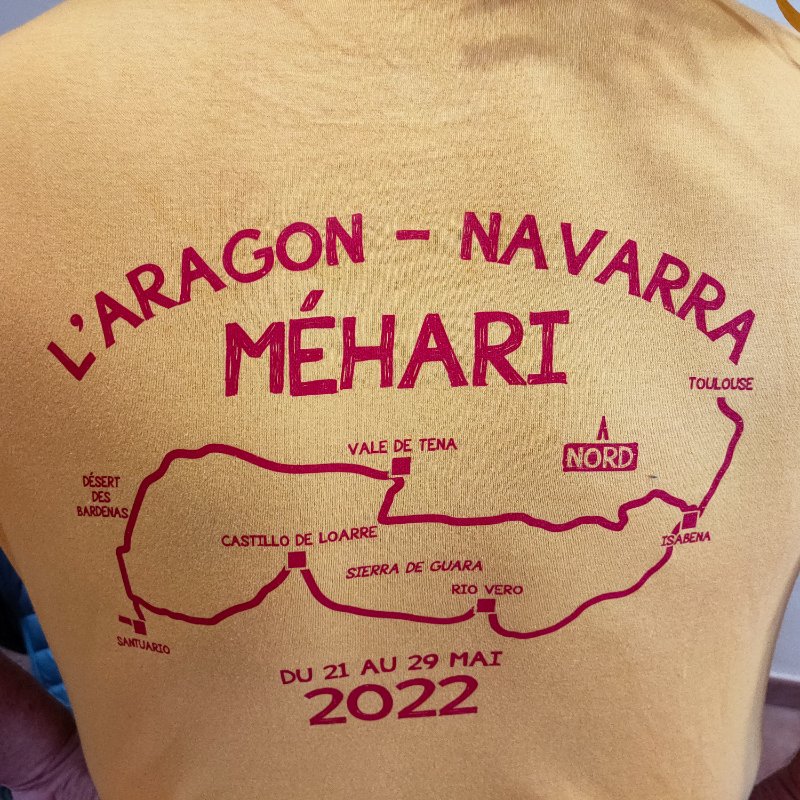 L'ARAGON - NAVARRA
MÉHARI
TOULOUSE
VALE DE TENA
NORD
DÉSERT
DES
BARDENAS
CASTILLO DE LOARRE
ISABENA
SIERRA DE GUARA
RIO VERO
SANTUARIO
DU 21 AU 29 MAI
2022